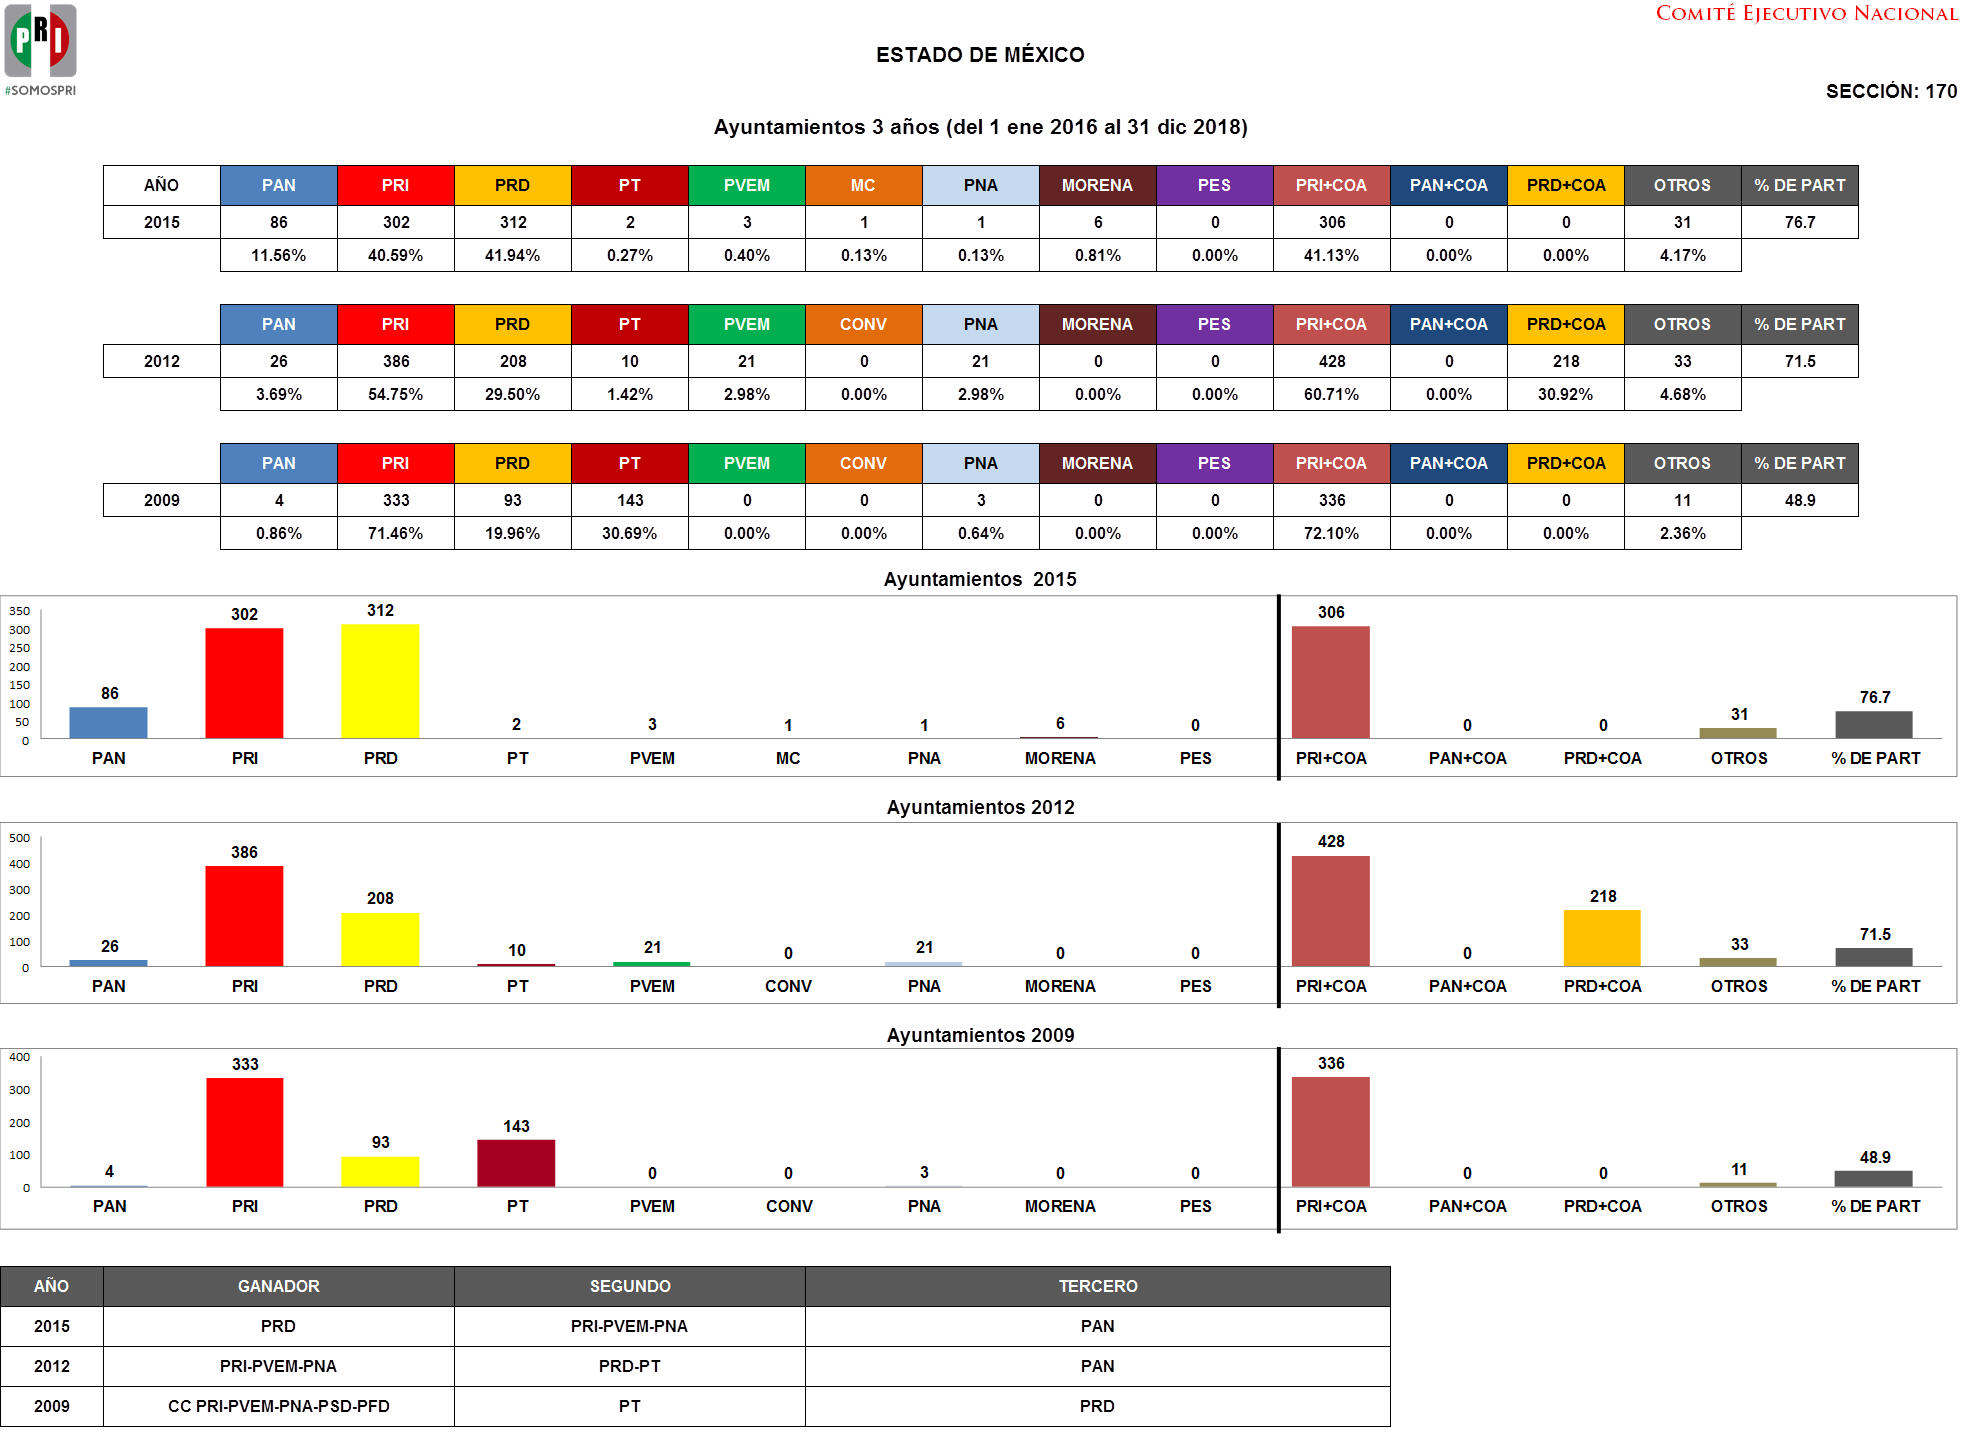 PRI
#SOMOSPRI
COMITÉ EJECUTIVO NACIONAL
ESTADO DE MÉXICO
SECCIÓN: 170
Ayuntamientos 3 años (del 1 ene 2016 al 31 dic 2018)
AÑO PAN PRI PRD PT PVEM MC PNA MORENA PES PRI+COA PAN+COA PRD+COA OTROS % DE PART
2015 86 302 312 2 3 1 1 6 0 306 0 0 31 76.7
11.56% 40.59% 41.94% 0.27% 0.40% 0.13% 0.13% 0.81% 0.00% 41.13% 0.00% 0.00% 4.17%
PAN PRI PRD PT PVEM CONV PNA MORENA PES PRI+COA PAN+COA PRD+COA OTROS % DE PART
2012 26 386 208 10 21 0 21 0 0 428 0 218 33 71.5
3.69% 54.75% 29.50% 1.42% 2.98% 0.00% 2.98% 0.00% 0.00% 60.71% 0.00% 30.92% 4.68%
PAN PRI PRD PT PVEM CONV PNA MORENA PES PRI+COA PAN+COA PRD+COA OTROS % DE PART
2009 4 333 93 143 0 0 3 0 0 336 0 0 11 48.9
0.86% 71.46% 19.96% 30.69% 0.00% 0.00% 0.64% 0.00% 0.00% 72.10% 0.00% 0.00% 2.36%
Ayuntamientos 2015
350
300
250
200
150
100
50
0
86 302 312 2 3 1 1 6 0 306 0 0 31 76.7
PAN PRI PRD PT PVEM MC PNA MORENA PES PRI+COA PAN+COA PRD+COA OTROS % DE PART
Ayuntamientos 2012
500
400
300
200
100
0
26 386 208 10 21 0 21 0 0 428 0 218 33 71.5
PAN PRI PRD PT PVEM CONV PNA MORENA PES PRI+COA PAN+COA PRD+COA OTROS % DE PART
Ayuntamientos 2009
400
300
200
100
0
4 333 93 143 0 0 3 0 0 336 0 0 11 48.9
PAN PRI PRD PT PVEM CONV PNA MORENA PES PRI+COA PAN+COA PRD+COA OTROS % DE PART
AÑO GANADOR SEGUNDO TERCERO
2015 PRD PRI-PVEM-PNA PAN
2012 PRI-PVEM-PNA PRD-PT PAN
2009 CC PRI-PVEM-PNA-PSD-PFD PT PRD